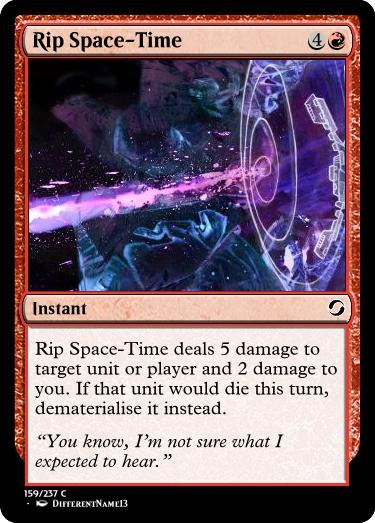 Rip Space-Time 4
Instant
Rip Space-Time deals 5 damage to
target unit or player and 2 damage to
you. If that unit would die this turn,
dematerialise it instead.
“You know, I’m not sure what I
expected to hear.”
159/237 C
· DifferentName13